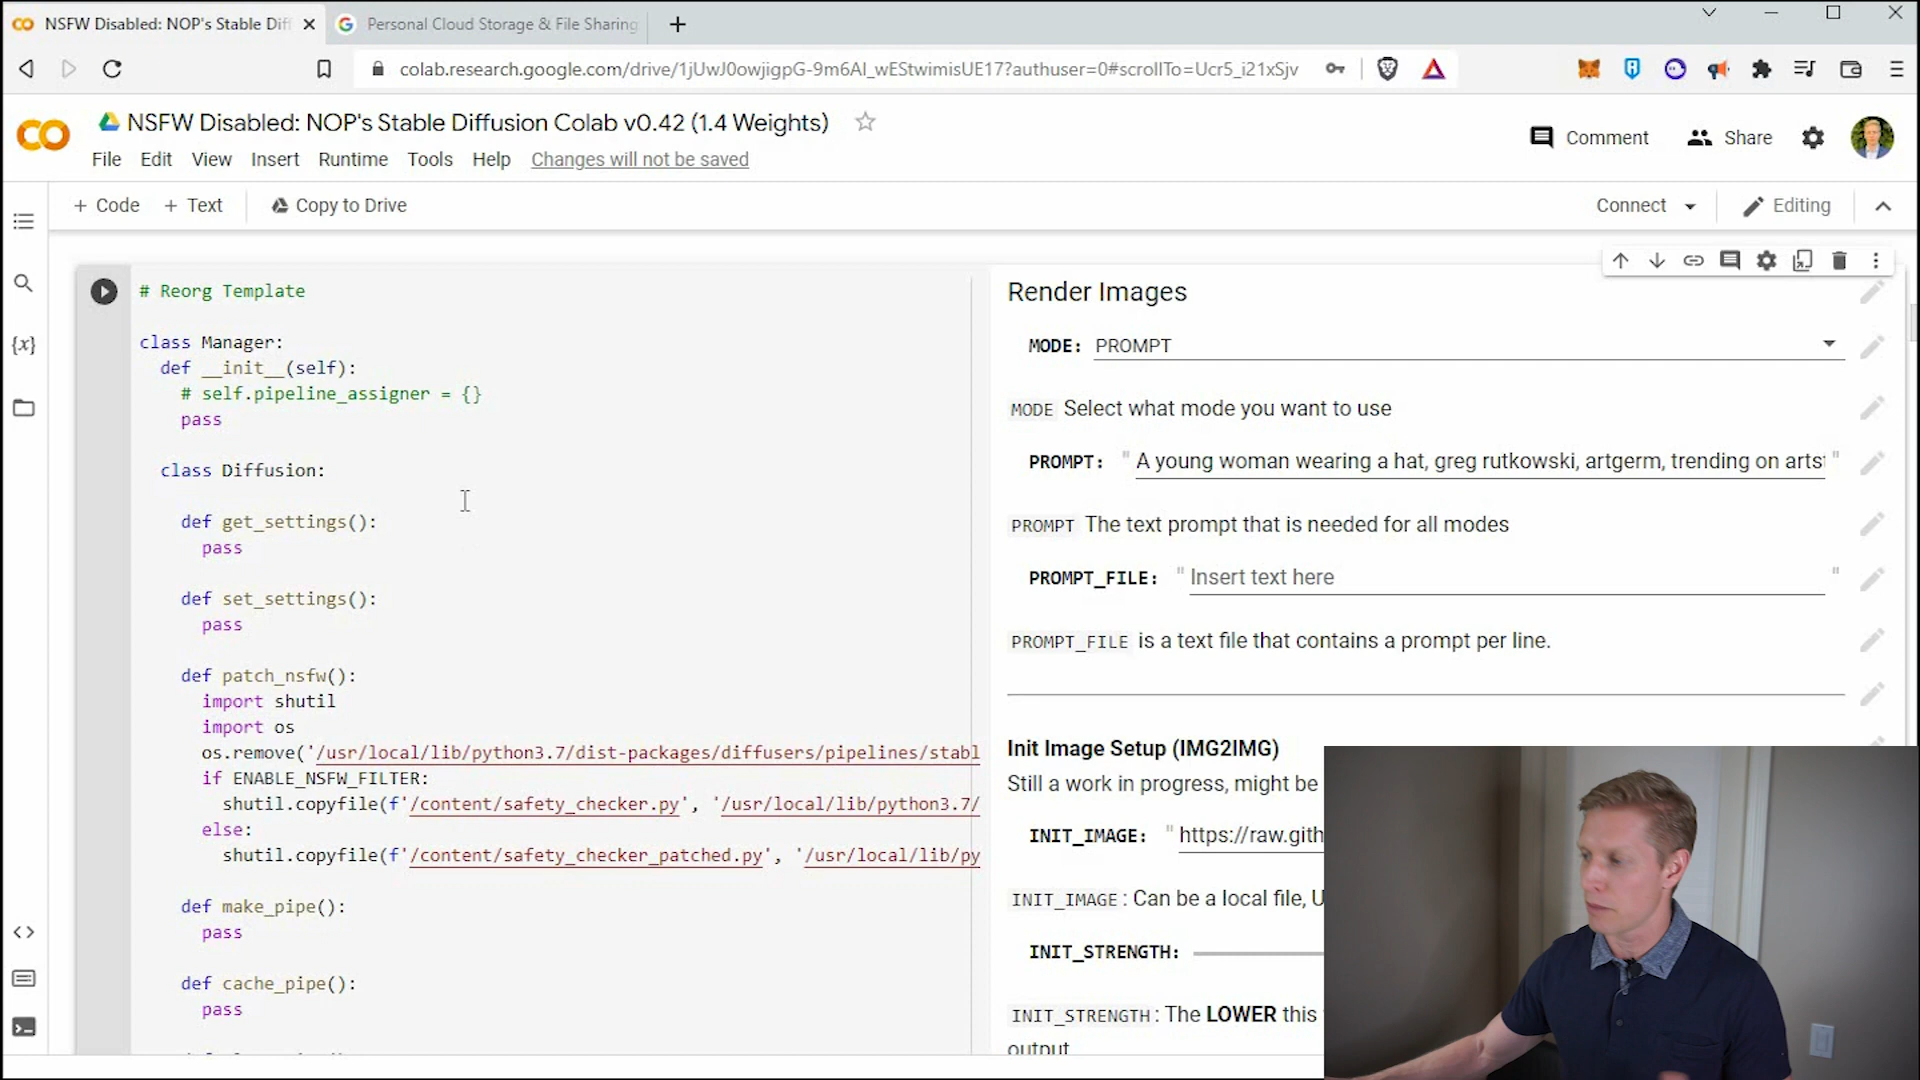 NSFW Disabled: NOP's Stable Diff
Personal Cloud Storage & File Sharing
colab.research.google.com/drive/1jUwJ0owjigpG-9m6AI_wEStwimisUE17?authuser=0#scrollTo=Ucr5_i21xSjv
NSFW Disabled: NOP's Stable Diffusion Colab v0.42 (1.4 Weights)
File Edit View Insert Runtime Tools Help Changes will not be saved
Comment Share
+ Code + Text Copy to Drive
Connect Editing
# Reorg Template
class Manager:
def __init__(self):
# self.pipeline_assigner = {}
pass
class Diffusion:
def get_settings():
pass
def set_settings():
pass
def patch_nsfw():
import shutil
import os
os.remove('/usr/local/lib/python3.7/dist-packages/diffusers/pipelines/stabl
if ENABLE_NSFW_FILTER:
shutil.copyfile(f'/content/safety_checker.py', '/usr/local/lib/python3.7/
else:
shutil.copyfile(f'/content/safety_checker_patched.py', '/usr/local/lib/py
def make_pipe():
pass
def cache_pipe():
pass
Render Images
MODE: PROMPT
MODE Select what mode you want to use
PROMPT: " A young woman wearing a hat, greg rutkowski, artgerm, trending on arts "
PROMPT The text prompt that is needed for all modes
PROMPT_FILE: " Insert text here "
PROMPT_FILE is a text file that contains a prompt per line.
Init Image Setup (IMG2IMG)
Still a work in progress, might be
INIT_IMAGE: " https://raw.gith
INIT_IMAGE: Can be a local file, U
INIT_STRENGTH:
INIT_STRENGTH: The LOWER this
output